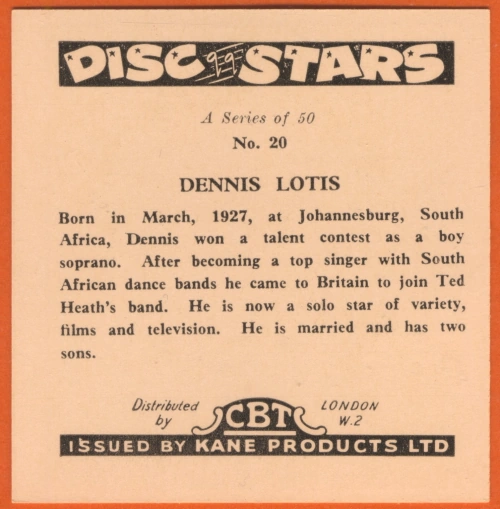 DISC STARS
A Series of 50
No. 20
DENNIS LOTIS
Born in March, 1927, at Johannesburg, South
Africa, Dennis won a talent contest as a boy
soprano. After becoming a top singer with South
African dance bands he came to Britain to join Ted
Heath's band. He is now a solo star of variety,
films and television. He is married and has two
sons.
Distributed by CBT LONDON W.2
ISSUED BY KANE PRODUCTS LTD